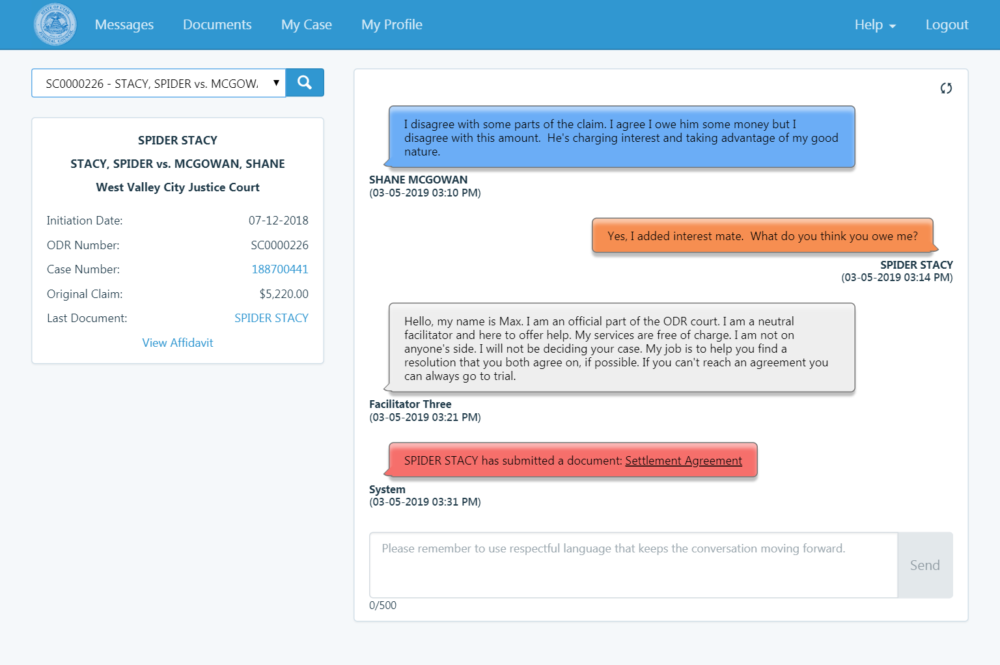 STATE OF UTAH
JUDICIAL COUNCIL
Messages
Documents
My Case
My Profile
Help
Logout
SC0000226 - STACY, SPIDER vs. MCGOW
SPIDER STACY
STACY, SPIDER vs. MCGOWAN, SHANE
West Valley City Justice Court
Initiation Date: 07-12-2018
ODR Number: SC0000226
Case Number: 188700441
Original Claim: $5,220.00
Last Document: SPIDER STACY
View Affidavit
I disagree with some parts of the claim. I agree I owe him some money but I
disagree with this amount.  He's charging interest and taking advantage of my good
nature.
SHANE MCGOWAN
(03-05-2019 03:10 PM)
Yes, I added interest mate.  What do you think you owe me?
SPIDER STACY
(03-05-2019 03:14 PM)
Hello, my name is Max. I am an official part of the ODR court. I am a neutral
facilitator and here to offer help. My services are free of charge. I am not on
anyone's side. I will not be deciding your case. My job is to help you find a
resolution that you both agree on, if possible. If you can't reach an agreement you
can always go to trial.
Facilitator Three
(03-05-2019 03:21 PM)
SPIDER STACY has submitted a document: Settlement Agreement
System
(03-05-2019 03:31 PM)
Please remember to use respectful language that keeps the conversation moving forward.
Send
0/500